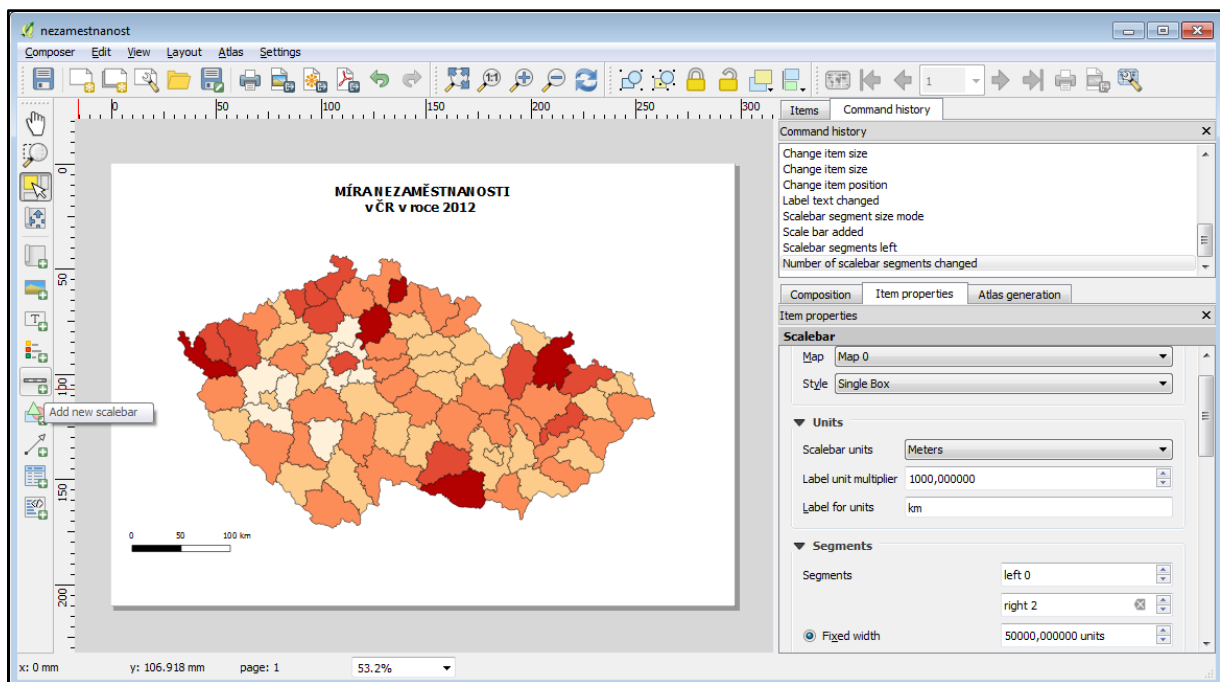 nezamestnanost
Composer Edit View Layout Atlas Settings
1:1
1
0 50 100 150 200 250 300
0
50
100
150
200
MÍRA NEZAMĚSTNANOSTI
v ČR v roce 2012
Add new scalebar
0 50 100 km
Items Command history
Command history
Change item size
Change item size
Change item position
Label text changed
Scalebar segment size mode
Scale bar added
Scalebar segments left
Number of scalebar segments changed
Composition Item properties Atlas generation
Item properties
Scalebar
Map Map 0
Style Single Box
Units
Scalebar units Meters
Label unit multiplier 1000,000000
Label for units km
Segments
Segments left 0
right 2
Fixed width 50000,000000 units
x: 0 mm y: 106.918 mm page: 1 53.2%